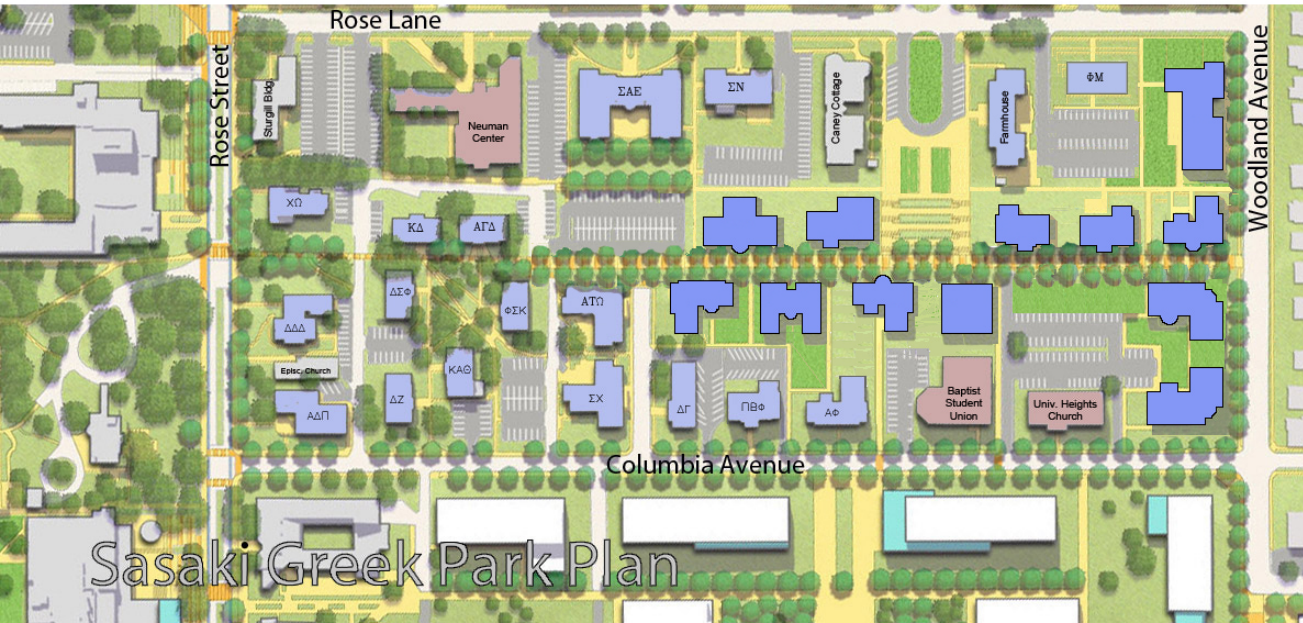 Rose Lane
Rose Street
Woodland Avenue
Sturgill Bldg
Neuman
Center
ΣΑΕ
ΣΝ
Caney Cottage
Farmhouse
ΦΜ
ΧΩ
ΚΔ
ΑΓΔ
ΔΣΦ
ΦΣΚ
ΑΤΩ
ΔΔΔ
Episc. Church
ΚΑΘ
ΑΔΠ
ΔΖ
ΣΧ
ΔΓ
ΠΒΦ
ΑΦ
Baptist
Student
Union
Univ. Heights
Church
Columbia Avenue
Sasaki Greek Park Plan